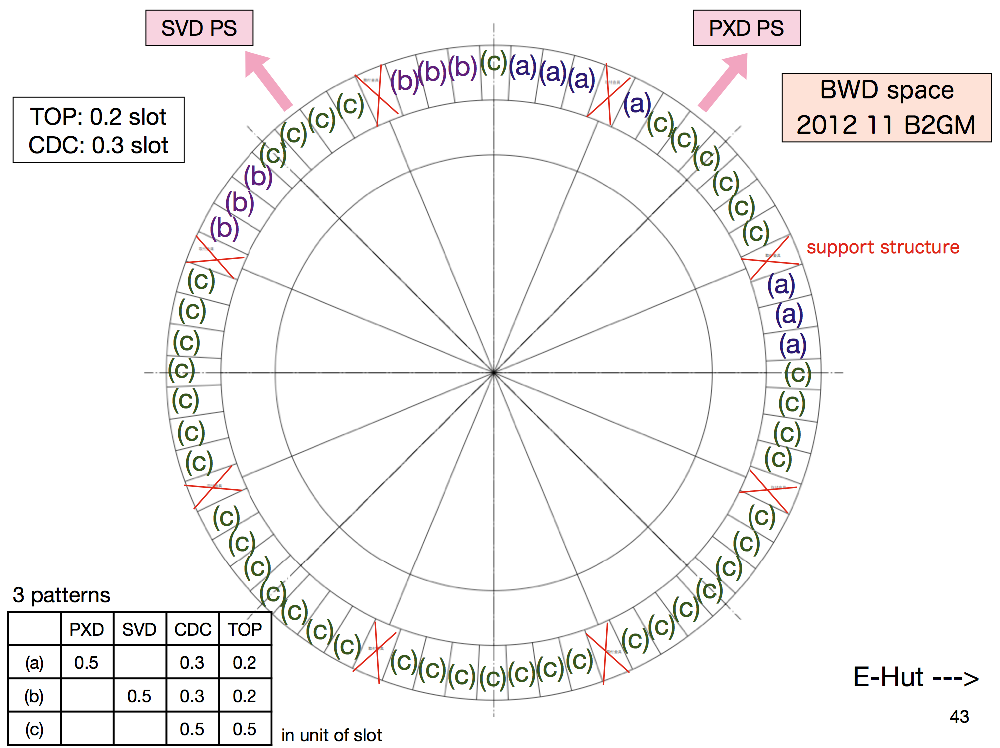 SVD PS
PXD PS
BWD space
2012 11 B2GM
TOP: 0.2 slot
CDC: 0.3 slot
(b) (b) (b) (c) (a) (a) (a)
(a) (c) (c) (c) (c) (c) (c)
support structure
(a) (a) (a) (c) (c) (c) (c)
(c) (c) (c) (c) (c) (c) (c)
(c) (c) (c) (c) (c) (c) (c)
(c) (c) (c) (c) (c) (c) (c)
(c) (c) (c) (c) (c) (c) (c)
(b) (b) (b) (c) (c) (c) (c)
3 patterns
PXD SVD CDC TOP
(a) 0.5 0.3 0.2
(b) 0.5 0.3 0.2
(c) 0.5 0.5
in unit of slot
E-Hut --->
43